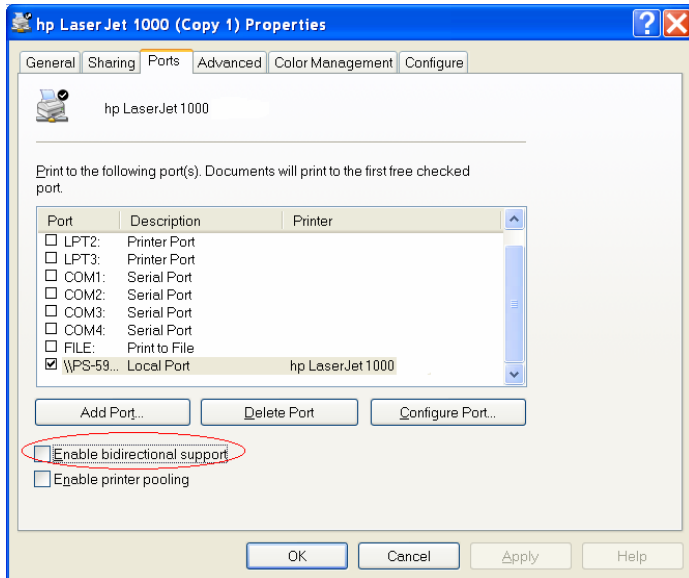 hp LaserJet 1000 (Copy 1) Properties
General Sharing Ports Advanced Color Management Configure
hp LaserJet 1000
Print to the following port(s). Documents will print to the first free checked
port.
Port Description Printer
LPT2: Printer Port
LPT3: Printer Port
COM1: Serial Port
COM2: Serial Port
COM3: Serial Port
COM4: Serial Port
FILE: Print to File
\\PS-59... Local Port hp LaserJet 1000
Add Port... Delete Port Configure Port...
Enable bidirectional support
Enable printer pooling
OK Cancel Apply Help